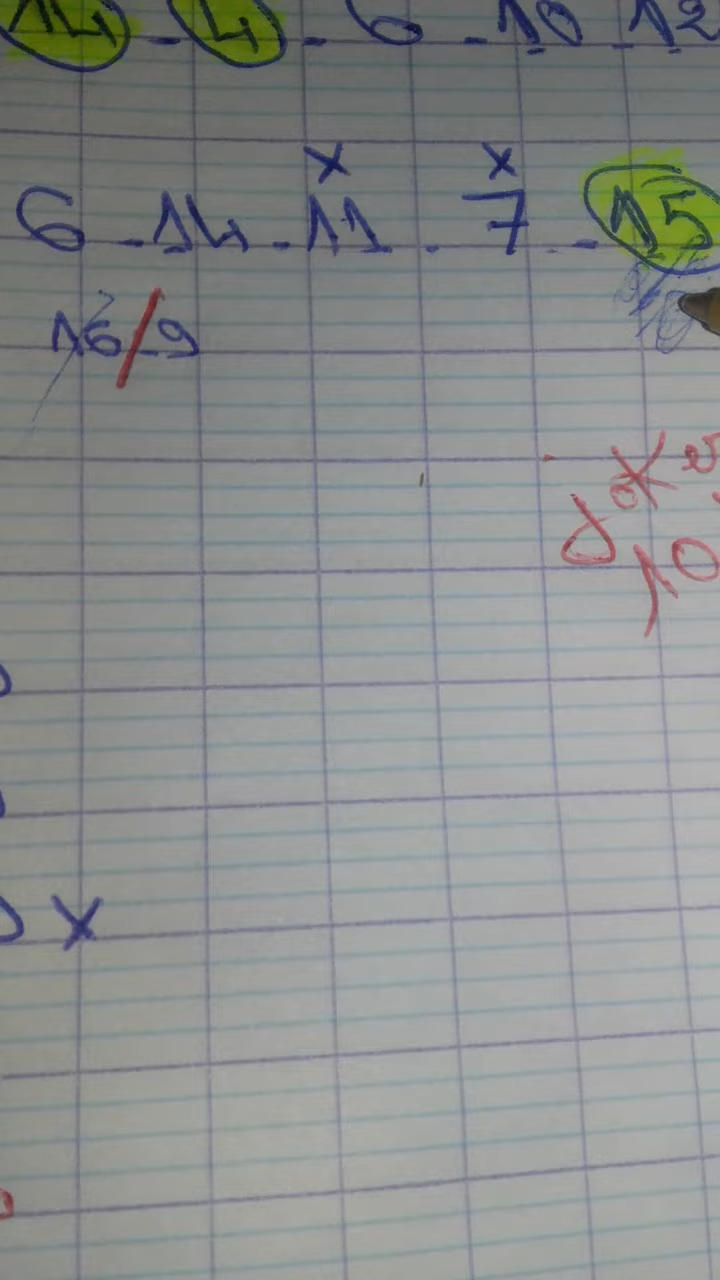 14 - 4 - 6 - 10 - 12
x x
6 - 14 - 11 - 7 - 15
16/9
Joker
10
x